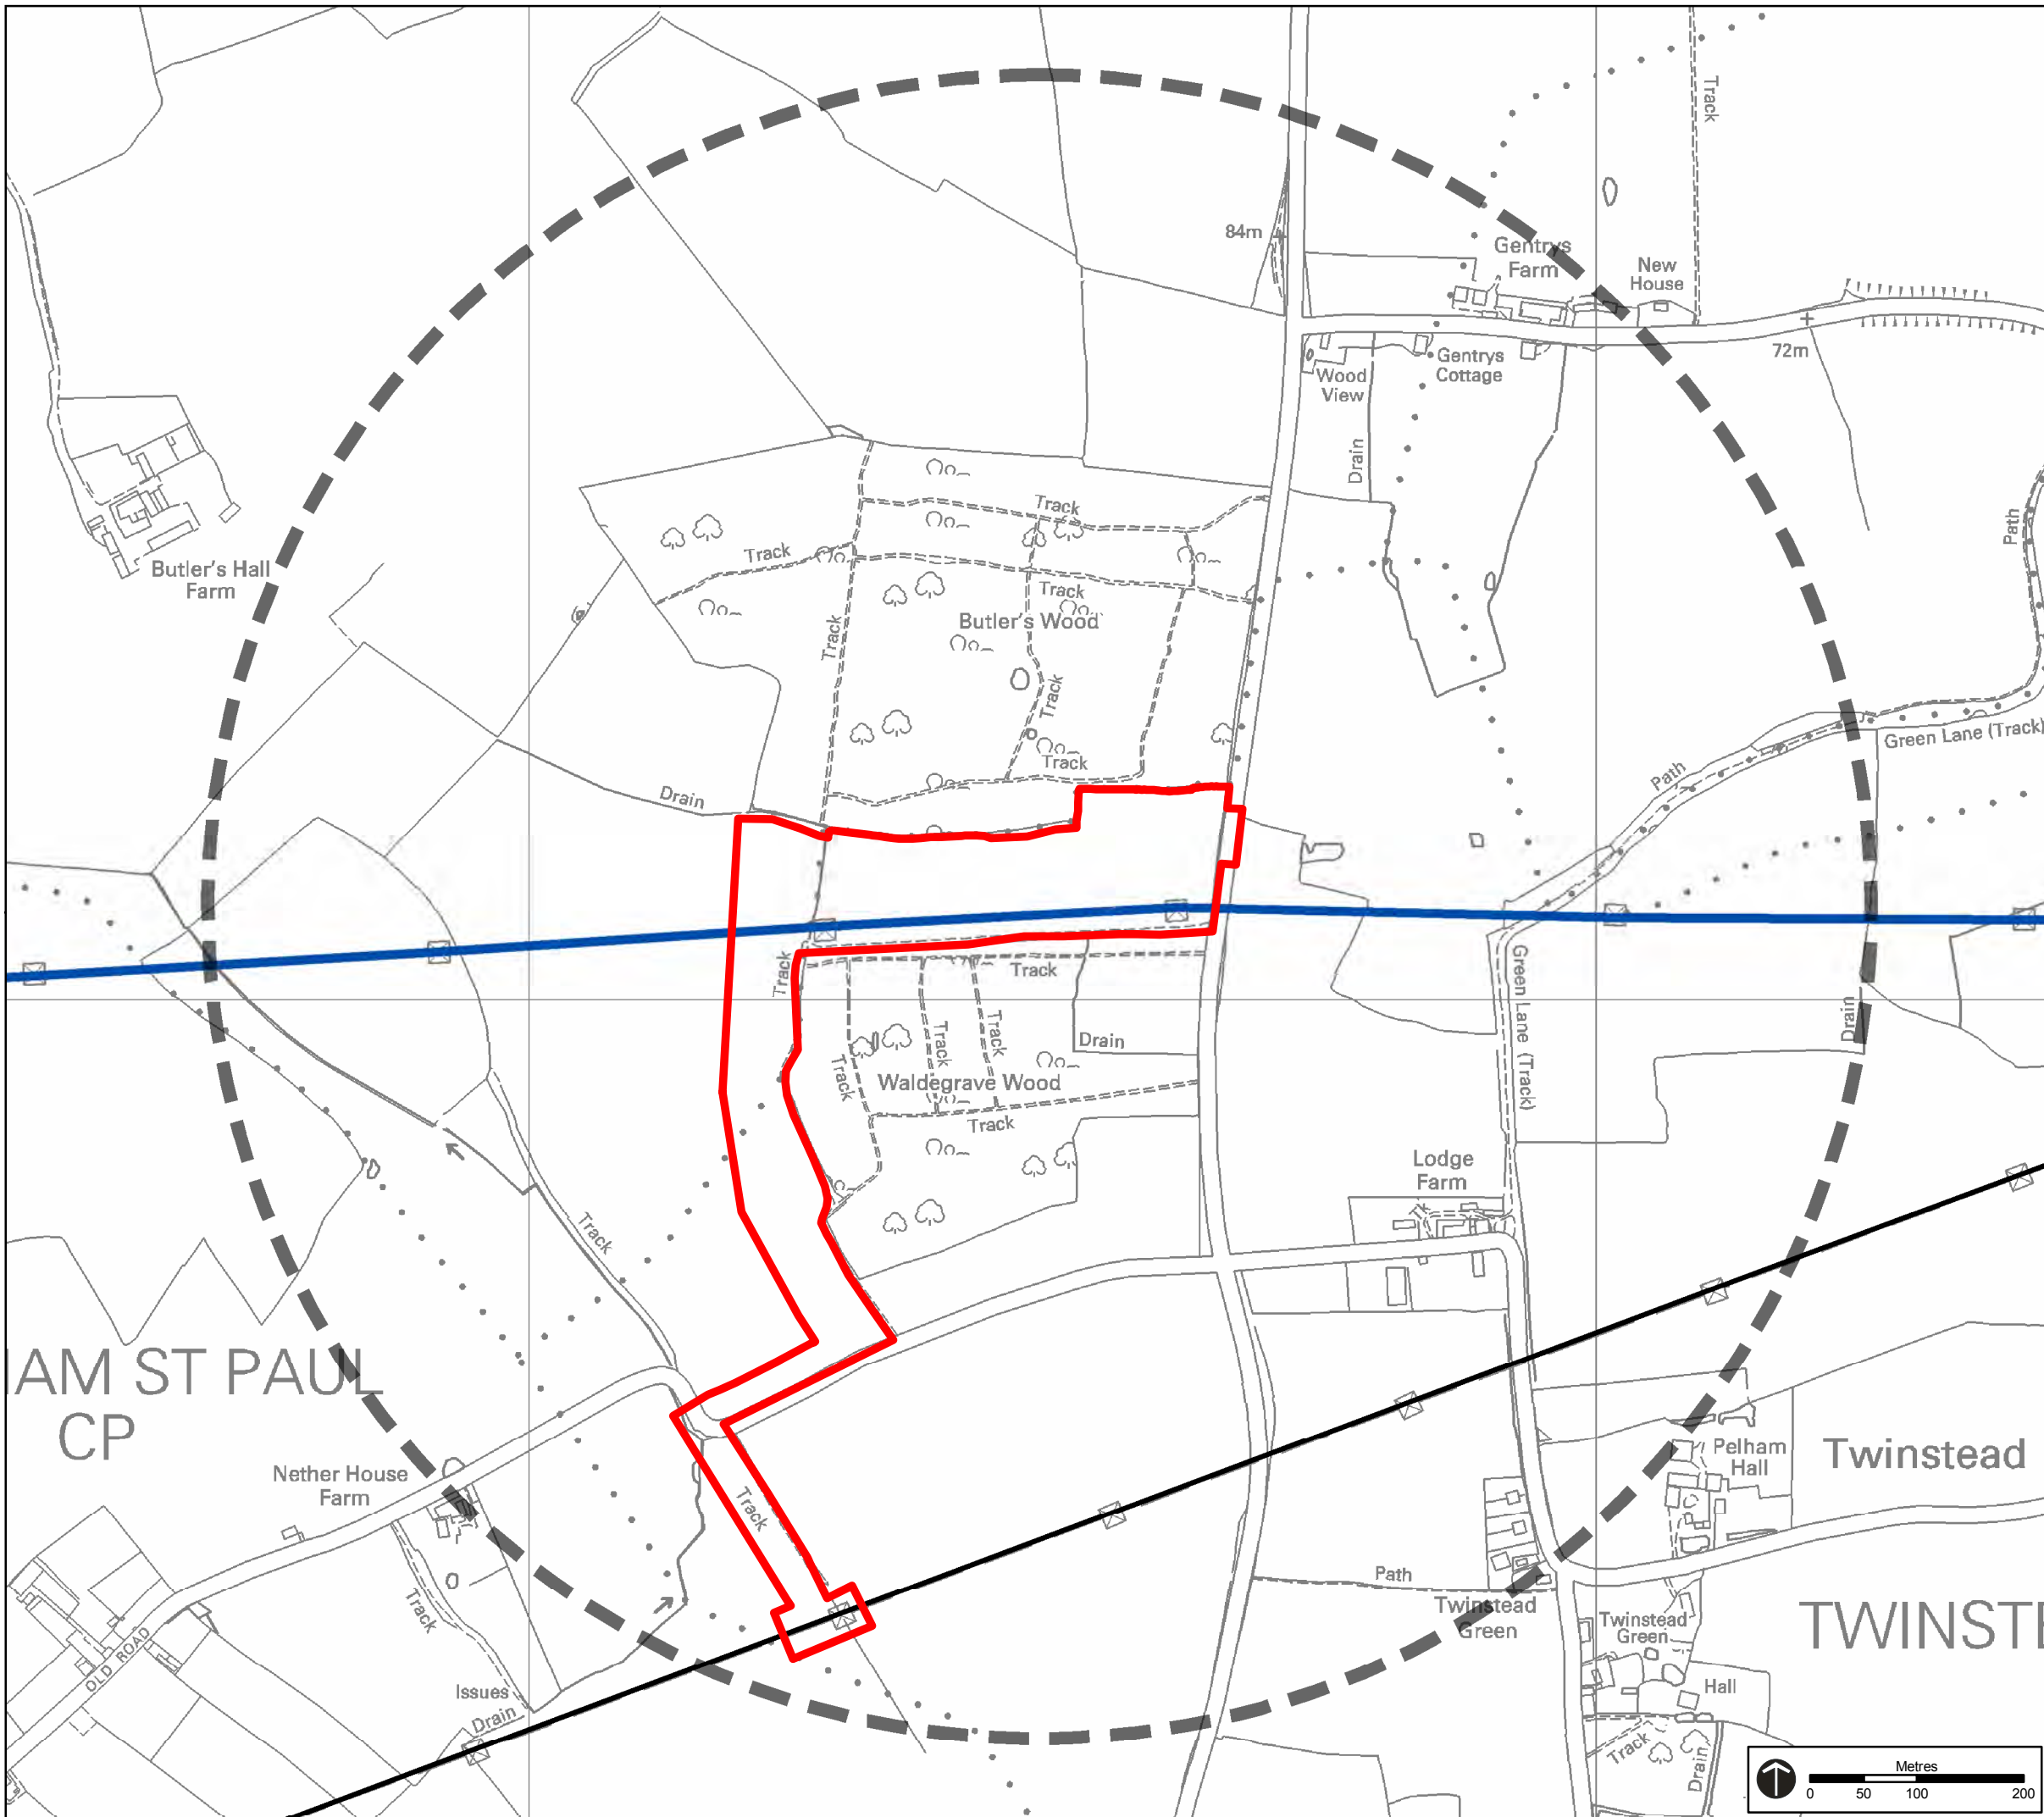 Track
84m
Gentrys
Farm
New
House
72m
Wood
View
Gentrys
Cottage
Drain
Path
Track
Track
Track
Butler's Hall
Farm
Butler's Wood
Track
Track
Track
Drain
Path
Green Lane (Track)
Track
Track
Green Lane (Track)
Drain
Track
Track
Track
Drain
Waldegrave Wood
Track
Lodge
Farm
Track
IAM ST PAUL
CP
Pelham
Hall
Twinstead
Nether House
Farm
Track
Path
Twinstead
Green
Twinstead
Green
TWINSTE
Track
OLD ROAD
Issues
Drain
Hall
Track
Drain
Metres
0 50 100 200